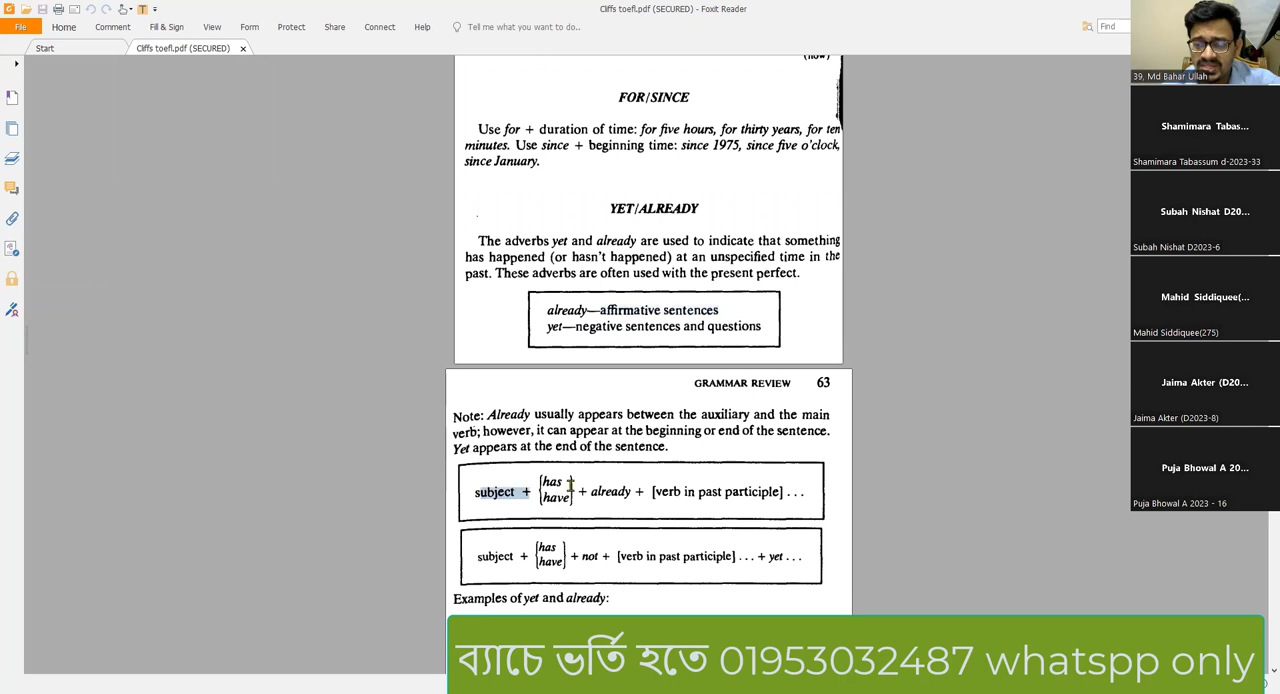 Cliffs toefl.pdf (SECURED) - Foxit Reader
File Home Comment Fill & Sign View Form Protect Share Connect Help Tell me what you want to do.. Find
Start Cliffs toefl.pdf (SECURED)
(now)
FOR/SINCE
Use for + duration of time: for five hours, for thirty years, for ten
minutes. Use since + beginning time: since 1975, since five o'clock,
since January.
YET/ALREADY
The adverbs yet and already are used to indicate that something
has happened (or hasn't happened) at an unspecified time in the
past. These adverbs are often used with the present perfect.
already—affirmative sentences
yet—negative sentences and questions
GRAMMAR REVIEW 63
Note: Already usually appears between the auxiliary and the main
verb; however, it can appear at the beginning or end of the sentence.
Yet appears at the end of the sentence.
subject + {has have} + already + [verb in past participle] . . .
subject + {has have} + not + [verb in past participle] . . . + yet . . .
Examples of yet and already:
39, Md Bahar Ullah
Shamimara Tabas...
Shamimara Tabassum d-2023-33
Subah Nishat D20...
Subah Nishat D2023-6
Mahid Siddiquee(...
Mahid Siddiquee(275)
Jaima Akter (D20...
Jaima Akter (D2023-8)
Puja Bhowal A 20...
Puja Bhowal A 2023 - 16
ব্যাচে ভর্তি হতে 01953032487 whatspp only